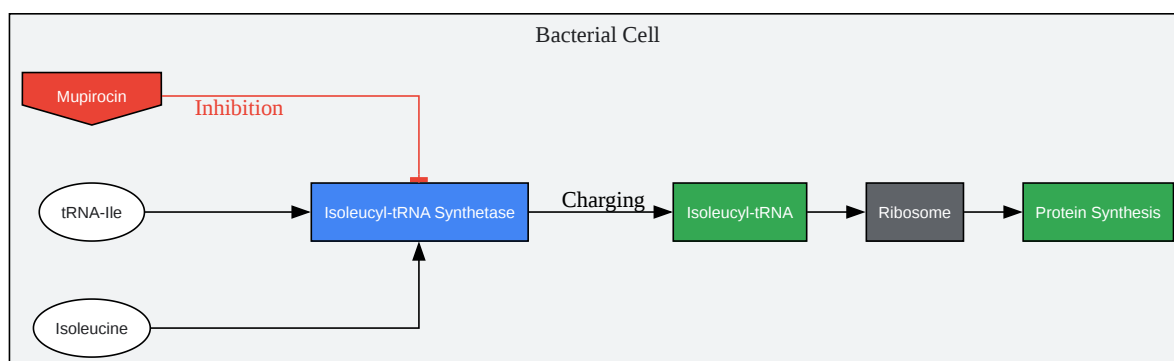 Bacterial Cell
Mupirocin
Inhibition
tRNA-Ile
Isoleucyl-tRNA Synthetase
Charging
Isoleucyl-tRNA
Ribosome
Protein Synthesis
Isoleucine